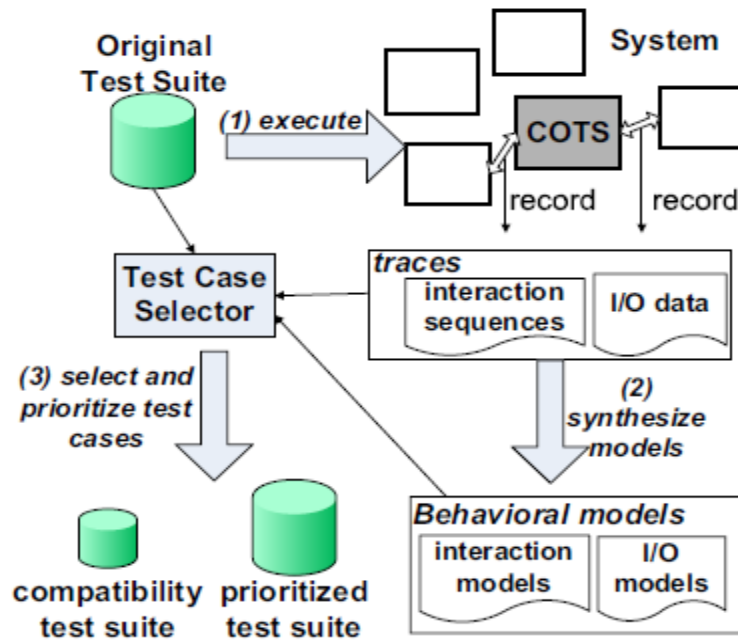 Original
Test Suite
System
(1) execute
COTS
record
record
traces
interaction
sequences
I/O data
Test Case
Selector
(3) select and
prioritize test
cases
(2)
synthesize
models
Behavioral models
interaction
models
I/O
models
compatibility
test suite
prioritized
test suite